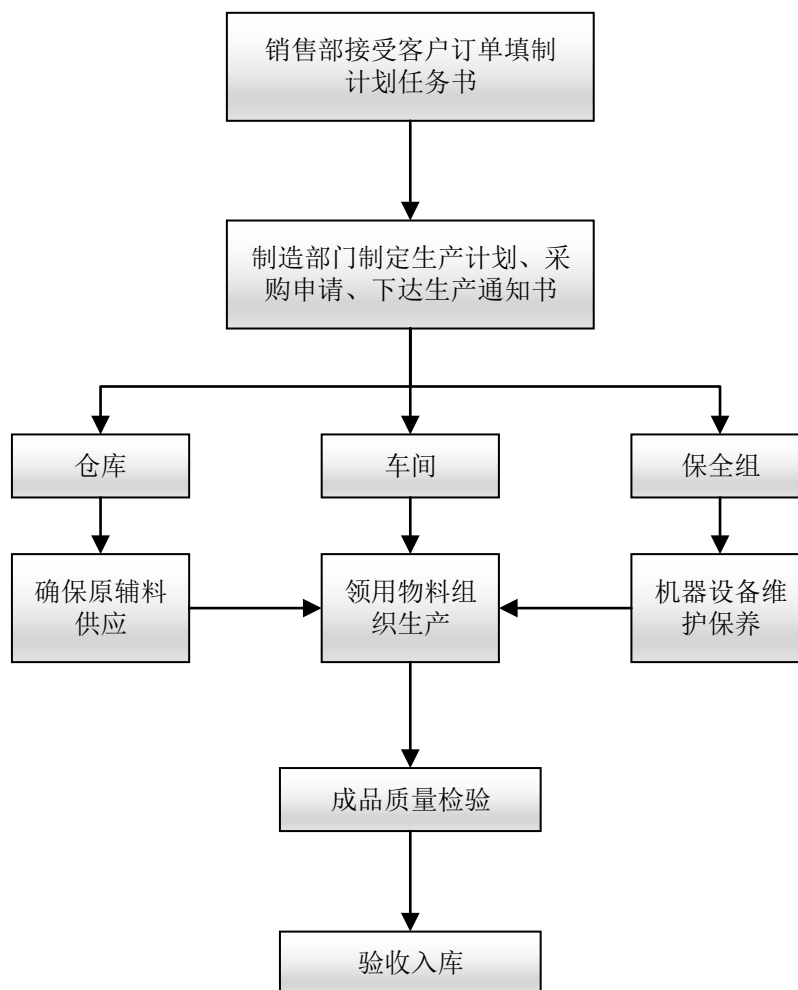 销售部接受客户订单填制
计划任务书
制造部门制定生产计划、采
购申请、下达生产通知书
仓库
车间
保全组
确保原辅料
供应
领用物料组
织生产
机器设备维
护保养
成品质量检验
验收入库